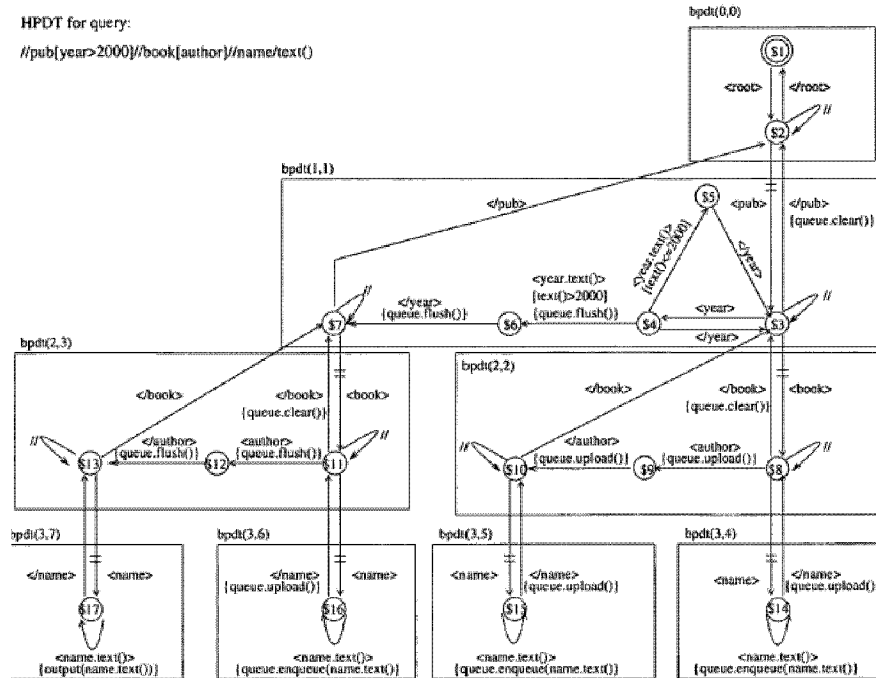 HPDT for query:
//pub[year>2000]//book[author]//name/text()
bpdt(0,0)
$1
<root>
</root>
//
$2
bpdt(1,1)
</pub>
$5
<pub>
</pub>
{queue.clear()}
<year.text()>
{text()<=2000}
</year>
<year.text()>
{text()>2000}
{queue.flush()}
</year>
{queue.flush()}
//
<year>
//
$7
$6
$4
$3
</year>
bpdt(2,3)
bpdt(2,2)
</book>
</book>
{queue.clear()}
<book>
</book>
</book>
{queue.clear()}
<book>
//
</author>
{queue.flush()}
<author>
{queue.flush()}
//
//
</author>
{queue.upload()}
<author>
{queue.upload()}
//
$13
$12
$11
$10
$9
$8
bpdt(3,7)
bpdt(3,6)
bpdt(3,5)
bpdt(3,4)
</name>
<name>
</name>
{queue.upload()}
<name>
<name>
</name>
{queue.upload()}
<name>
</name>
{queue.upload()}
$17
$16
$15
$14
<name.text()>
{output(name.text())}
<name.text()>
{queue.enqueue(name.text()}
<name.text()>
{queue.enqueue(name.text())
<name.text()>
{queue.enqueue(name.text()}